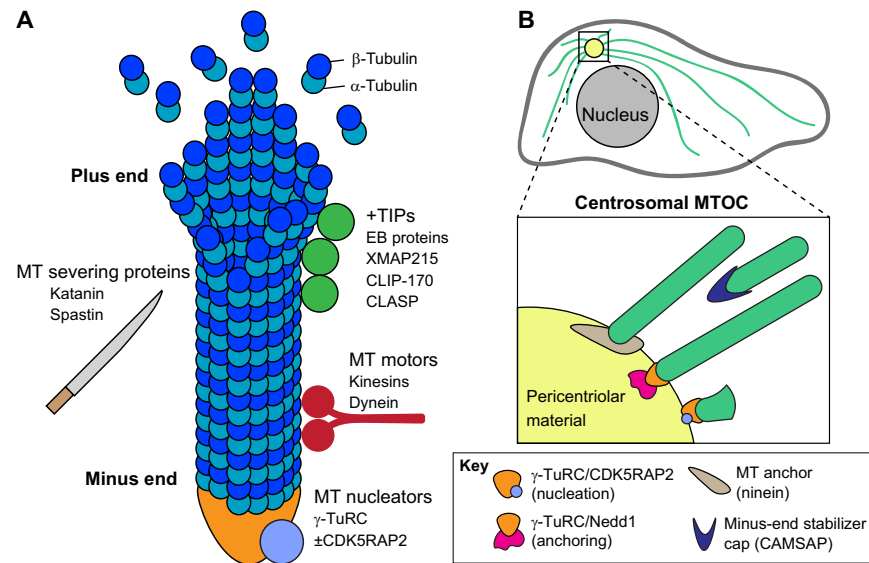 A
β-Tubulin
α-Tubulin
Plus end
+TIPs
EB proteins
XMAP215
CLIP-170
CLASP
MT severing proteins
Katanin
Spastin
MT motors
Kinesins
Dynein
Minus end
MT nucleators
γ-TuRC
±CDK5RAP2
B
Nucleus
Centrosomal MTOC
Pericentriolar
material
Key
γ-TuRC/CDK5RAP2
(nucleation)
γ-TuRC/Nedd1
(anchoring)
MT anchor
(ninein)
Minus-end stabilizer
cap (CAMSAP)